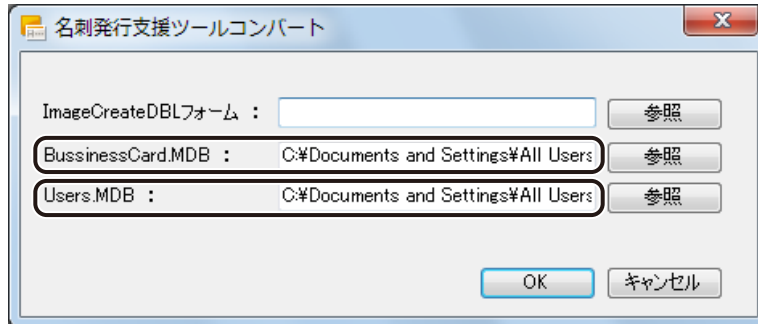 名刺発行支援ツールコンバート
ImageCreateDBLフォーム : 参照
BussinessCard.MDB : C:¥Documents and Settings¥All Users 参照
Users.MDB : C:¥Documents and Settings¥All Users 参照
OK キャンセル